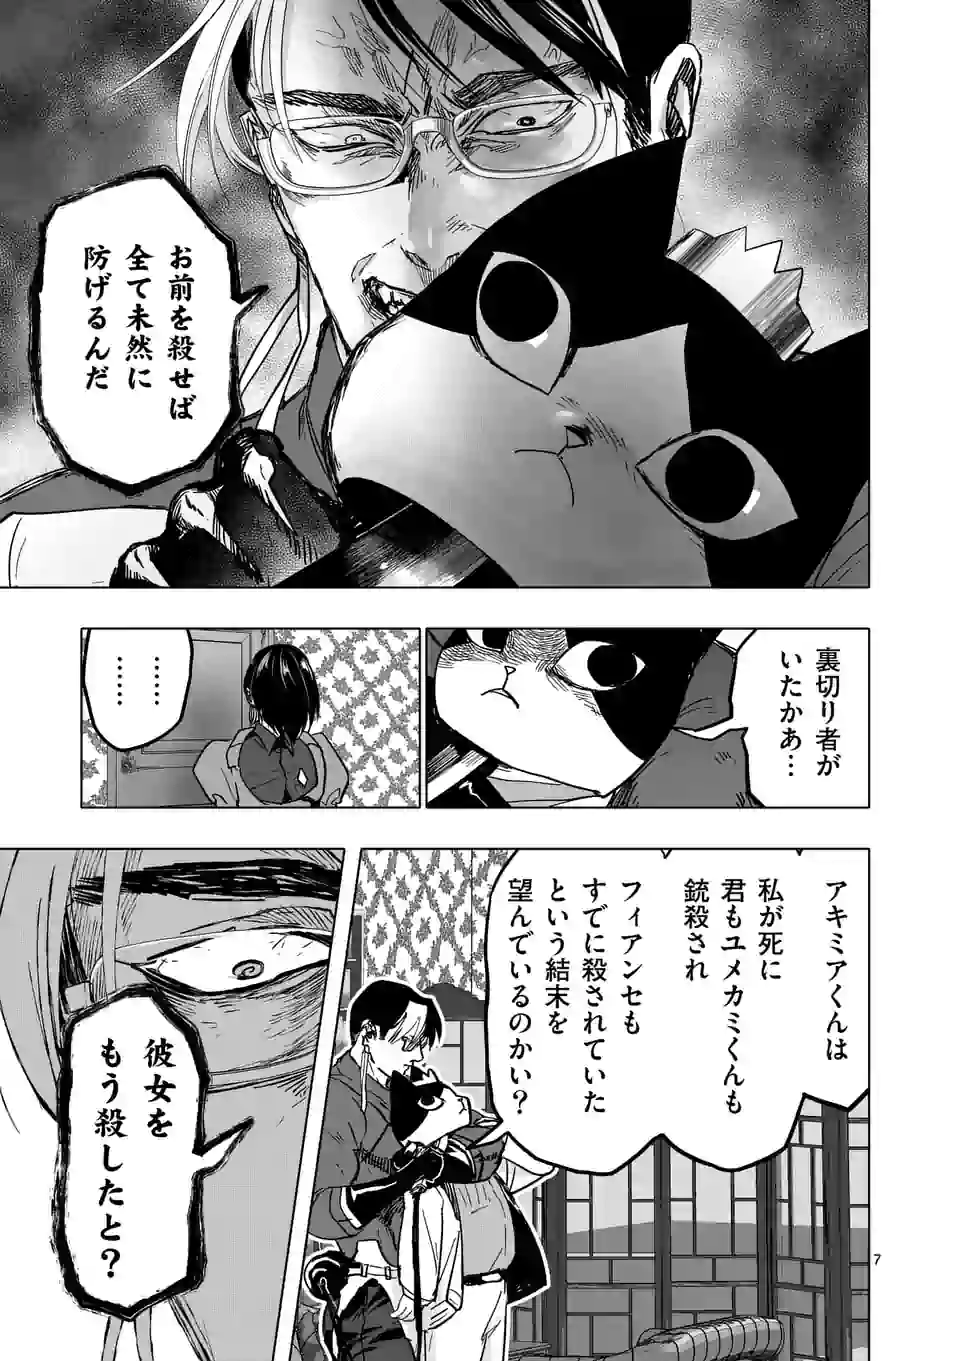 お前を殺せば
全て未然に
防げるんだ
裏切り者が
いたかあ…
……
……
アキミアくんは
私が死に
君もユメカミくんも
銃殺され
フィアンセも
すでに殺されていた
という結末を
望んでいるのかい？
彼女を
もう殺したと？
7